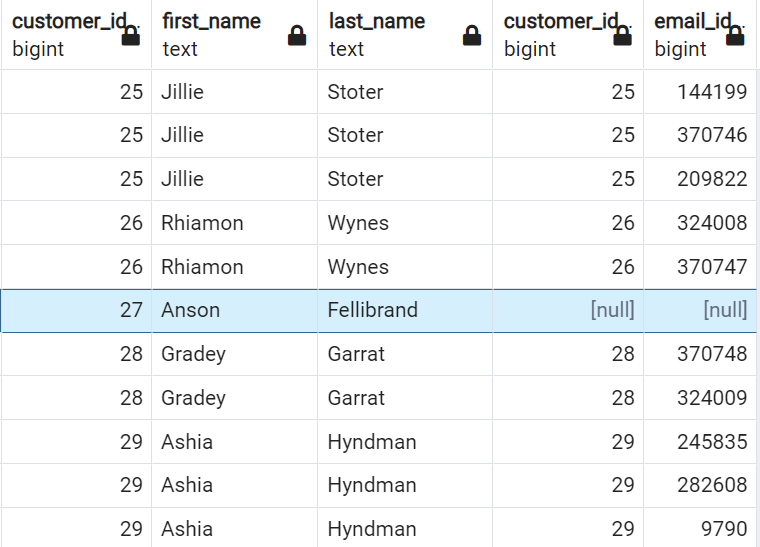 customer_id first_name last_name customer_id email_id
bigint text text bigint bigint
25 Jillie Stoter 25 144199
25 Jillie Stoter 25 370746
25 Jillie Stoter 25 209822
26 Rhiamon Wynes 26 324008
26 Rhiamon Wynes 26 370747
27 Anson Fellibrand [null] [null]
28 Gradey Garrat 28 370748
28 Gradey Garrat 28 324009
29 Ashia Hyndman 29 245835
29 Ashia Hyndman 29 282608
29 Ashia Hyndman 29 9790